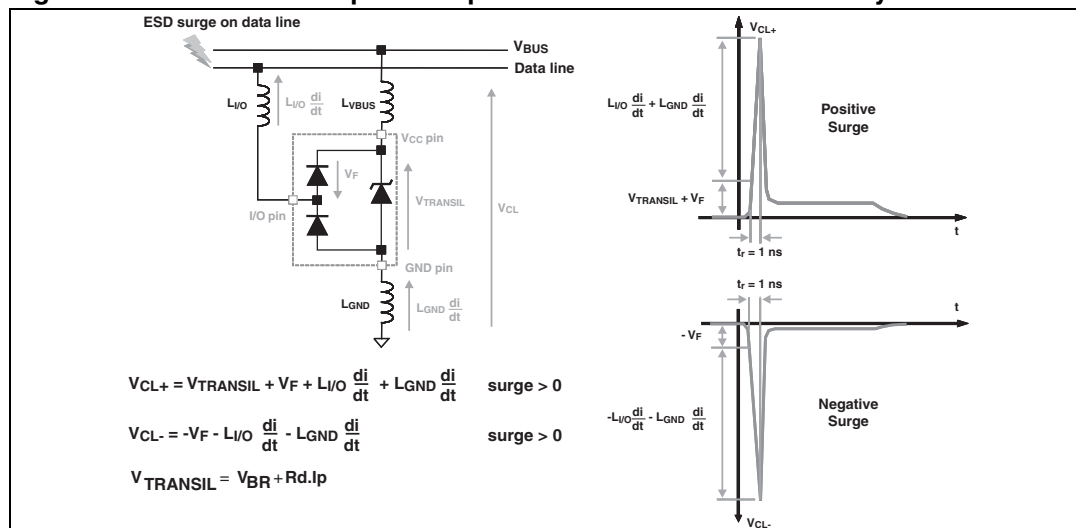 ESD surge on data line
VBUS
Data line
LI/O
LI/O di/dt
LVBUS
VCC pin
VF
VTRANSIL
VCL
I/O pin
GND pin
LGND
LGND di/dt
VCL+ = VTRANSIL + VF + LI/O di/dt + LGND di/dt surge > 0
VCL- = -VF - LI/O di/dt - LGND di/dt surge > 0
VTRANSIL = VBR + Rd.Ip
VCL+
LI/O di/dt + LGND di/dt
Positive
Surge
VTRANSIL + VF
t
tr = 1 ns
tr = 1 ns
t
- VF
-LI/O di/dt - LGND di/dt
Negative
Surge
VCL-